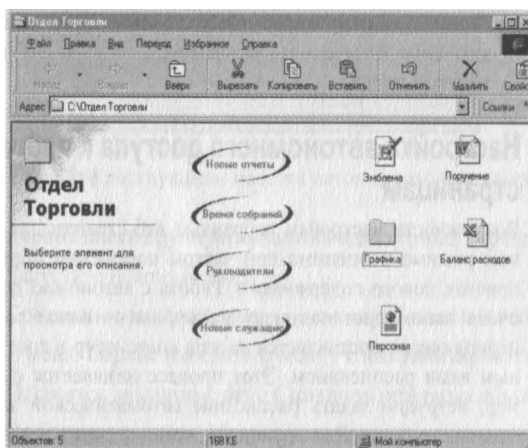 Отдел Торговли
Файл Правка Вид Переход Избранное Справка
Назад Вперед Вверх Вырезать Копировать Вставить Отменить Удалить Свойс
Адрес C:\Отдел Торговли Ссылки
Отдел
Торговли
Выберите элемент для
просмотра его описания.
Новые отчеты
Время собраний
Руководители
Новые служащие
Эмблема
Поручение
Графика
Баланс расходов
Персонал
Объектов: 5 168 КБ Мой компьютер